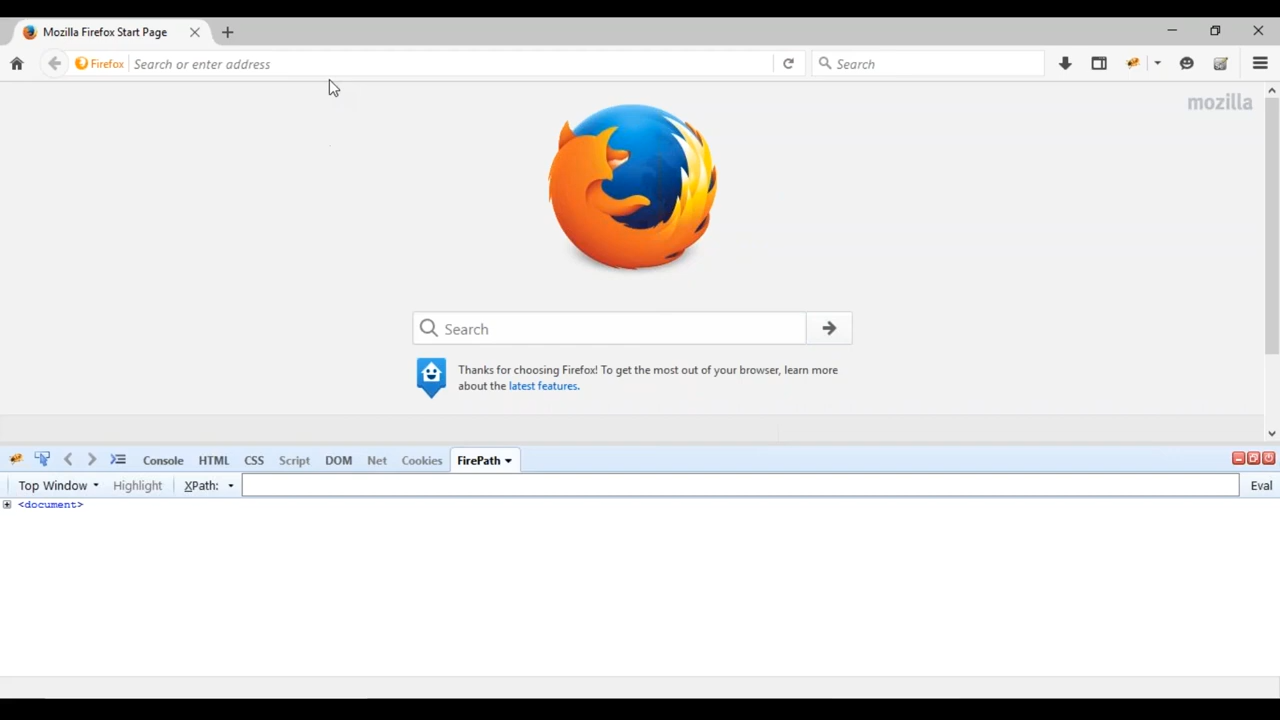 Mozilla Firefox Start Page
Firefox Search or enter address Search
mozilla
Search
Thanks for choosing Firefox! To get the most out of your browser, learn more
about the latest features.
Console HTML CSS Script DOM Net Cookies FirePath
Top Window Highlight XPath: Eval
<document>